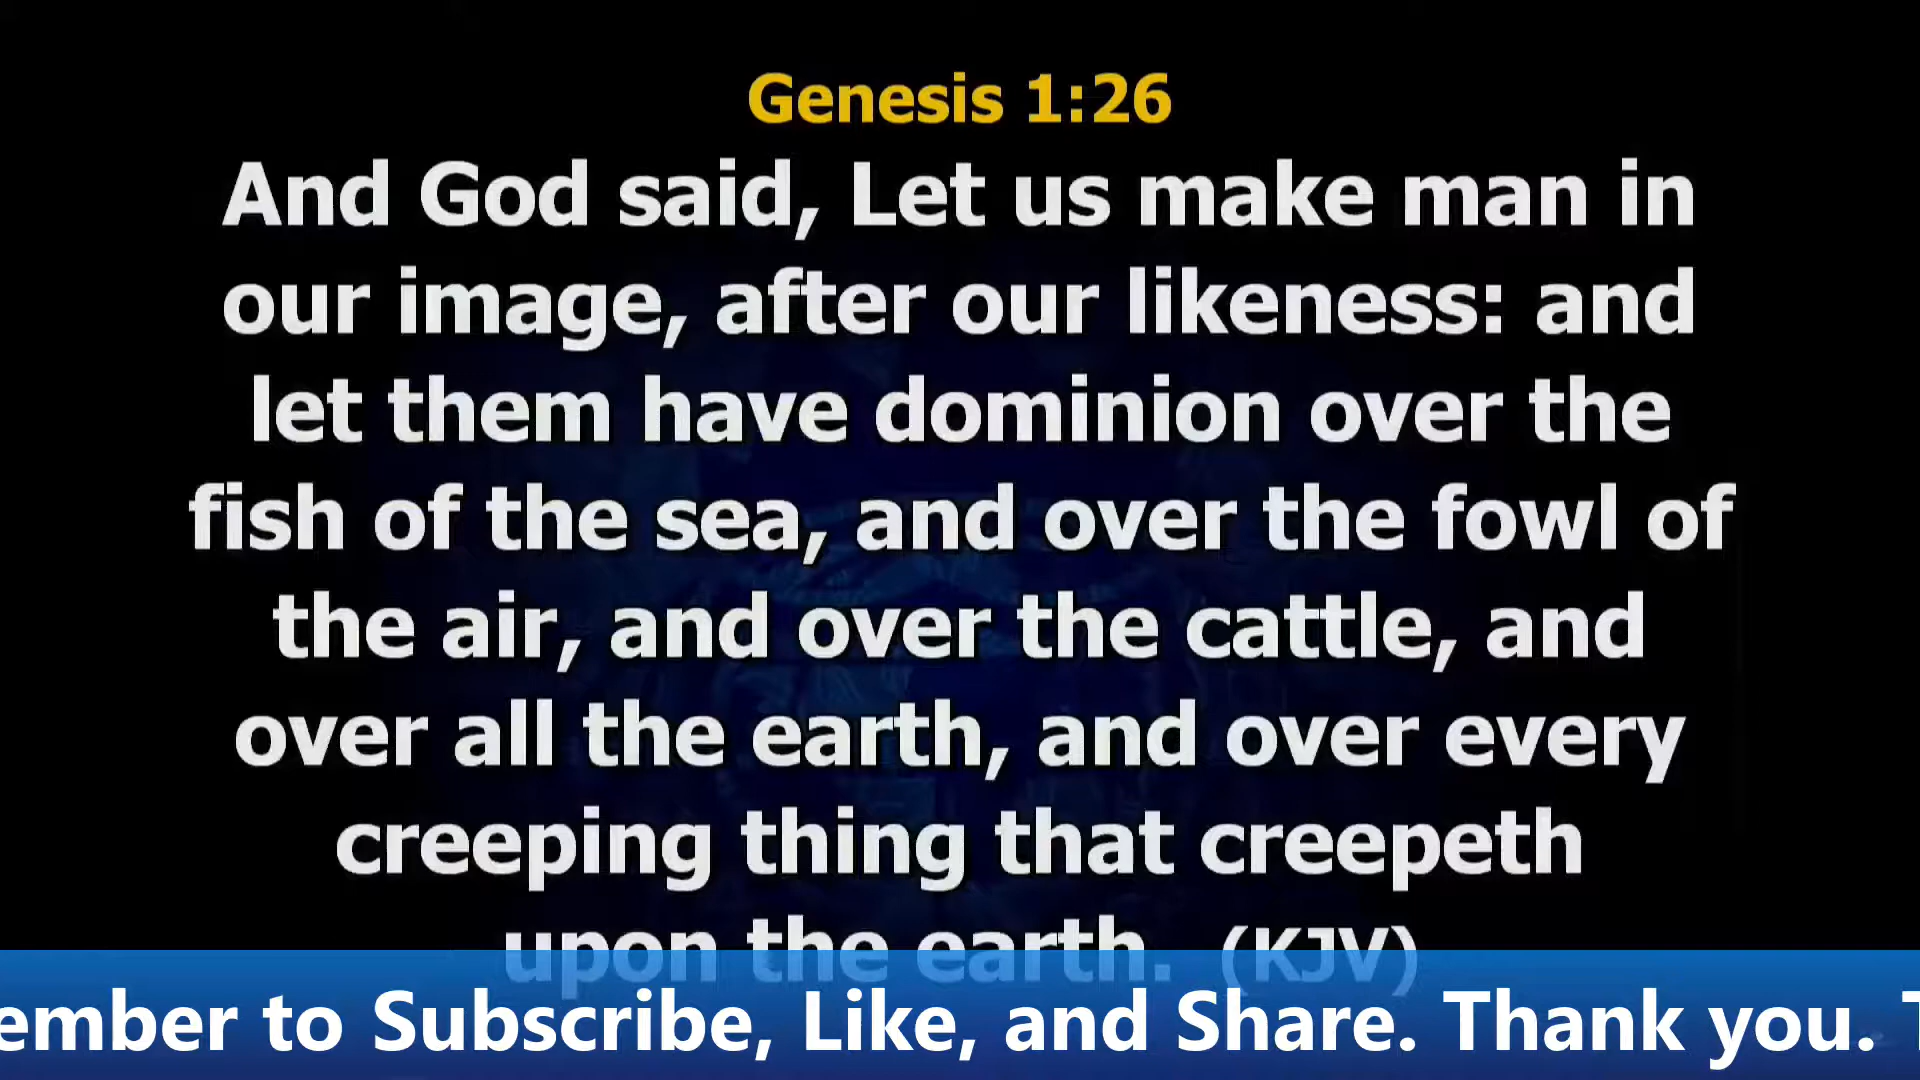 Genesis 1:26
And God said, Let us make man in
our image, after our likeness: and
let them have dominion over the
fish of the sea, and over the fowl of
the air, and over the cattle, and
over all the earth, and over every
creeping thing that creepeth
upon the earth. (KJV)
ember to Subscribe, Like, and Share. Thank you. T